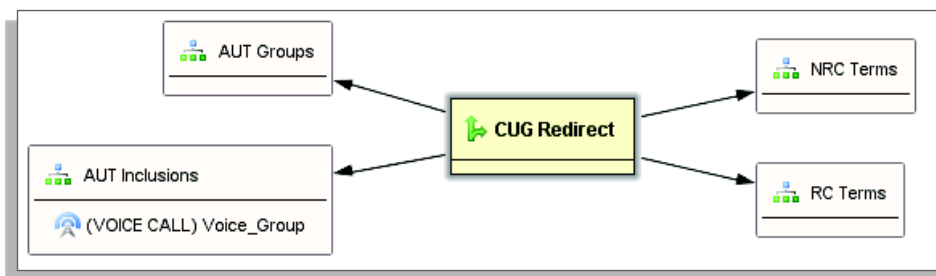 AUT Groups
NRC Terms
CUG Redirect
AUT Inclusions
(VOICE CALL) Voice_Group
RC Terms